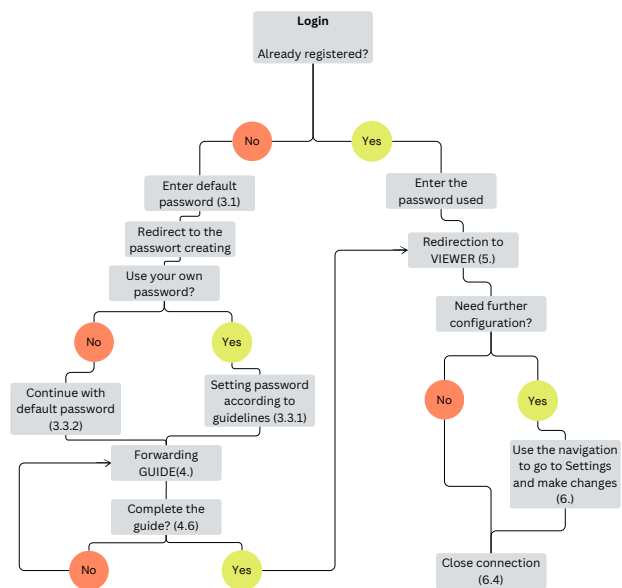 Login
Already registered?
No
Yes
Enter default
password (3.1)
Redirect to the
passwort creating
Use your own
password?
No
Yes
Continue with
default password
(3.3.2)
Setting password
according to
guidelines (3.3.1)
Forwarding
GUIDE(4.)
Complete the
guide? (4.6)
No
Yes
Enter the
password used
Redirection to
VIEWER (5.)
Need further
configuration?
No
Yes
Use the navigation
to go to Settings
and make changes
(6.)
Close connection
(6.4)